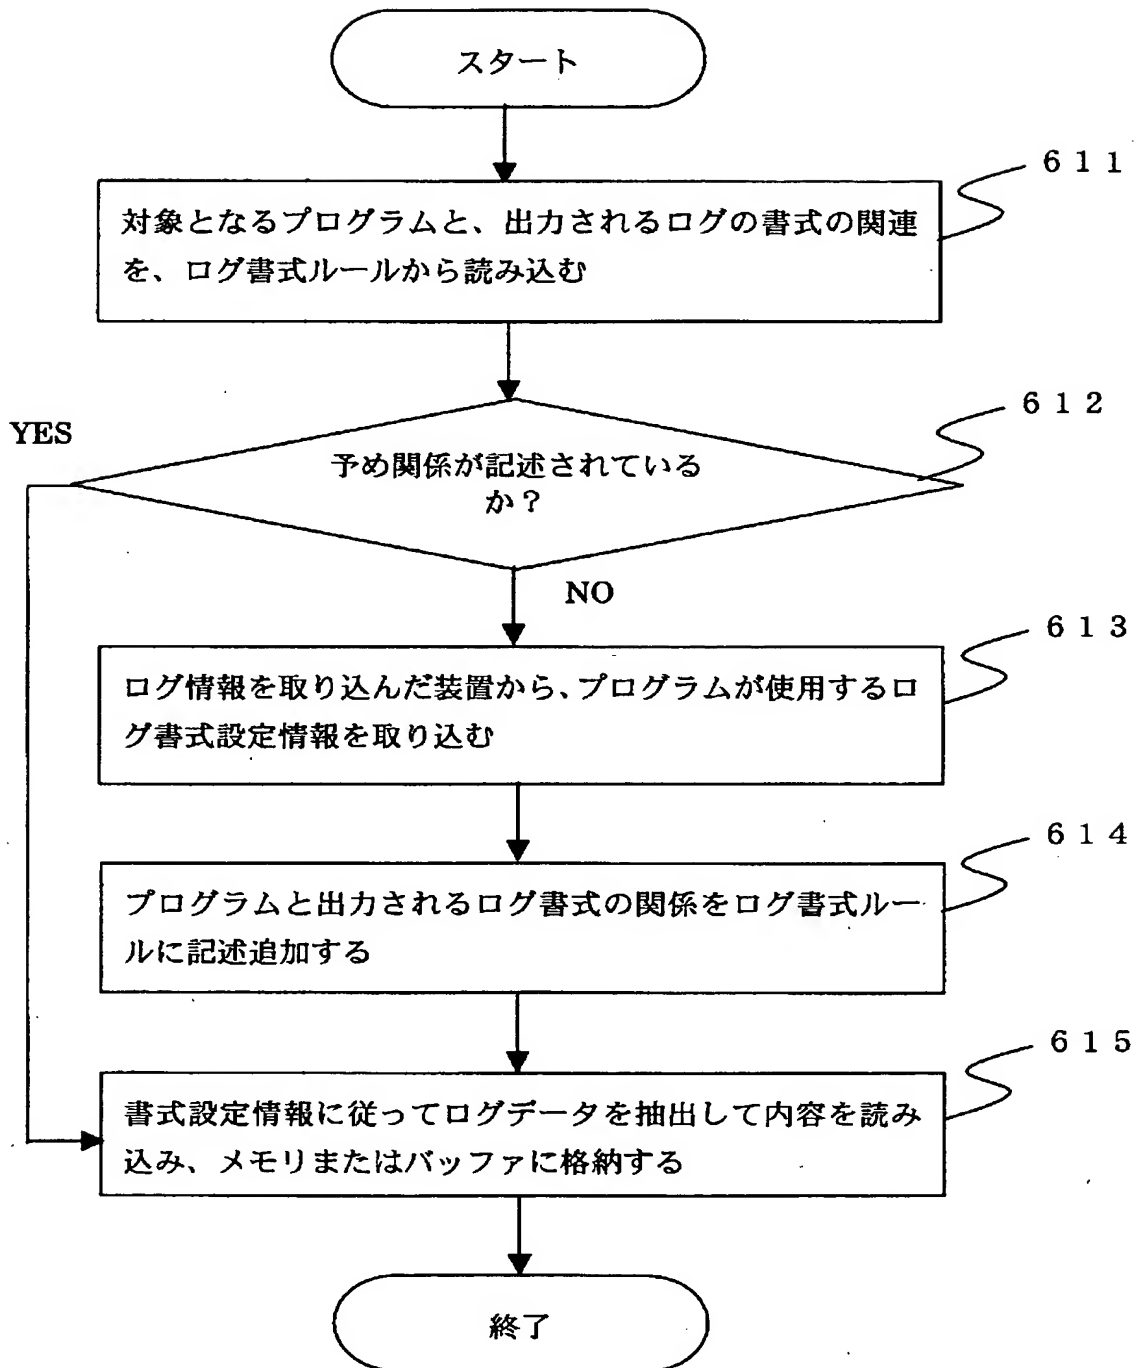 スタート
６１１
対象となるプログラムと、出力されるログの書式の関連
を、ログ書式ルールから読み込む
６１２
YES
予め関係が記述されている
か？
NO
６１３
ログ情報を取り込んだ装置から、プログラムが使用するロ
グ書式設定情報を取り込む
６１４
プログラムと出力されるログ書式の関係をログ書式ルー
ルに記述追加する
６１５
書式設定情報に従ってログデータを抽出して内容を読み
込み、メモリまたはバッファに格納する
終了